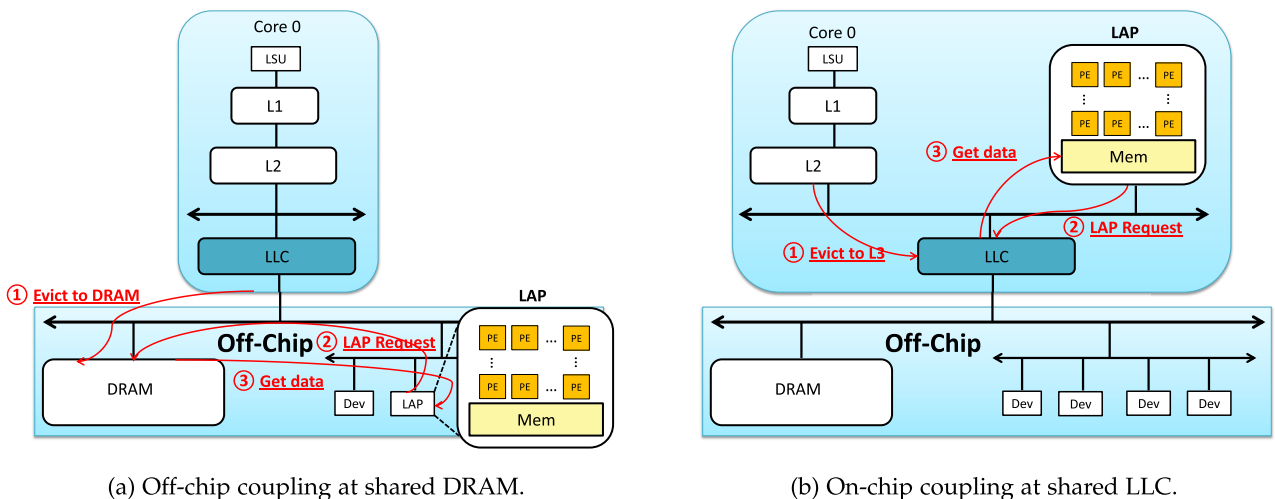 Core 0
LSU
L1
L2
LLC
① Evict to DRAM
LAP
Off-Chip
② LAP Request
③ Get data
DRAM
Dev
LAP
PE PE ... PE
⋮ ⋮
PE PE ... PE
Mem
(a) Off-chip coupling at shared DRAM.
Core 0
LSU
L1
L2
LAP
PE PE ... PE
⋮ ⋮
PE PE ... PE
Mem
③ Get data
② LAP Request
① Evict to L3
LLC
Off-Chip
DRAM
Dev Dev Dev Dev
(b) On-chip coupling at shared LLC.